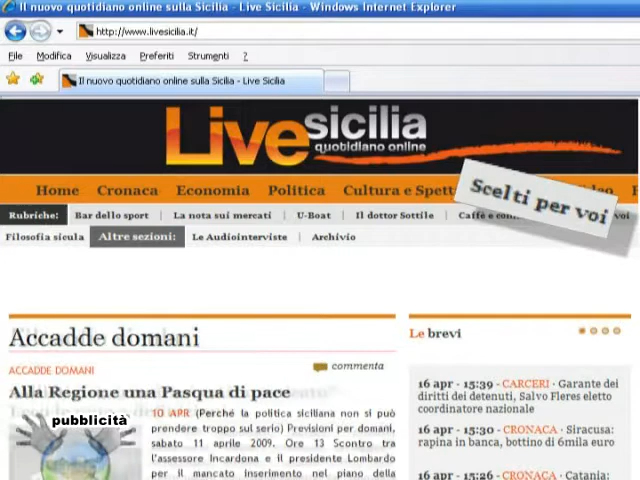 Il nuovo quotidiano online sulla Sicilia - Live Sicilia - Windows Internet Explorer
http://www.livesicilia.it/
File Modifica Visualizza Preferiti Strumenti ?
Il nuovo quotidiano online sulla Sicilia - Live Sicilia
Live sicilia
quotidiano online
Home Cronaca Economia Politica Cultura e Spett
Scelti per voi
Rubriche: Bar dello sport | La nota sui mercati | U-Boat | Il dottor Sottile | Caffè e voi
Filosofia sicula Altre sezioni: Le Audiointerviste | Archivio
Accadde domani
ACCADDE DOMANI commenta
Alla Regione una Pasqua di pace
10 APR (Perché la politica siciliana non si può
prendere troppo sul serio) Previsioni per domani,
sabato 11 aprile 2009. Ore 13 Scontro tra
l'assessore Incardona e il presidente Lombardo
per il mancato inserimento nel piano della
pubblicità
Le brevi
16 apr - 15:39 - CARCERI · Garante dei
diritti dei detenuti, Salvo Fleres eletto
coordinatore nazionale
16 apr - 15:30 - CRONACA · Siracusa:
rapina in banca, bottino di 6mila euro
16 apr - 15:26 - CRONACA · Catania: